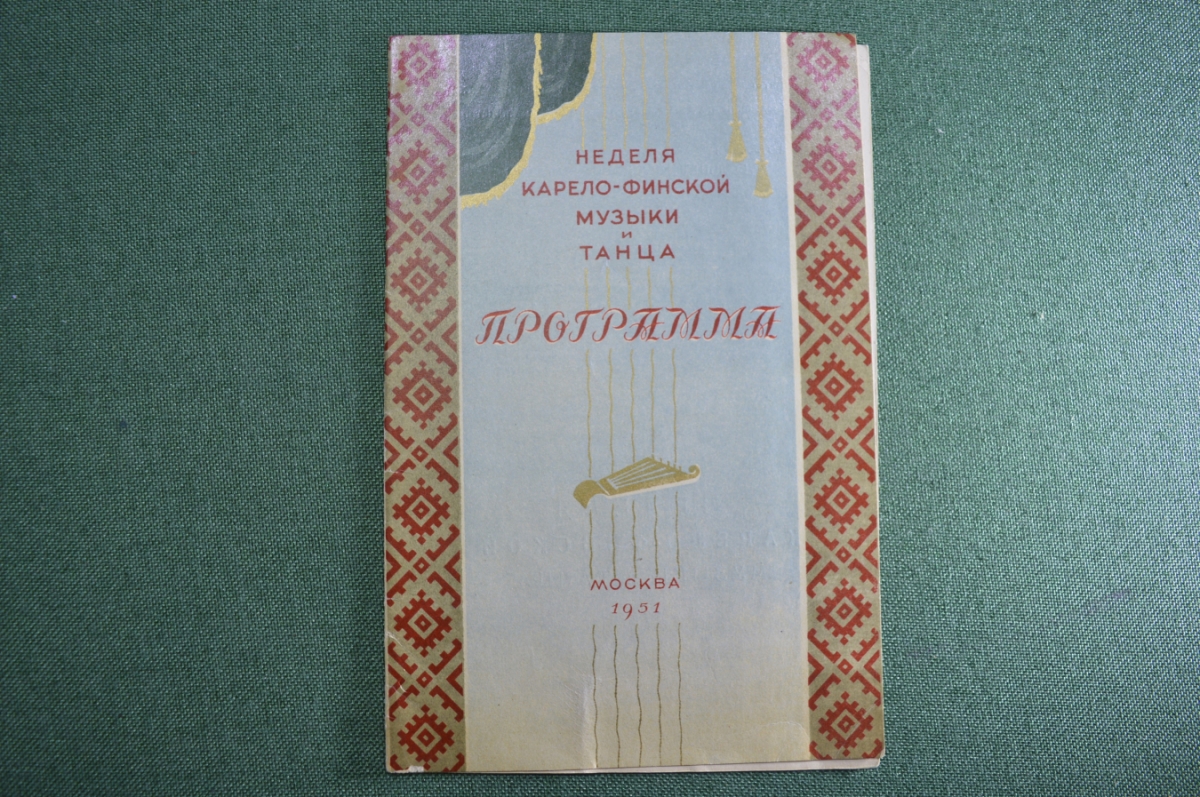 НЕДЕЛЯ
КАРЕЛО-ФИНСКОЙ
МУЗЫКИ
И
ТАНЦА
ПРОГРАММА
МОСКВА
1951